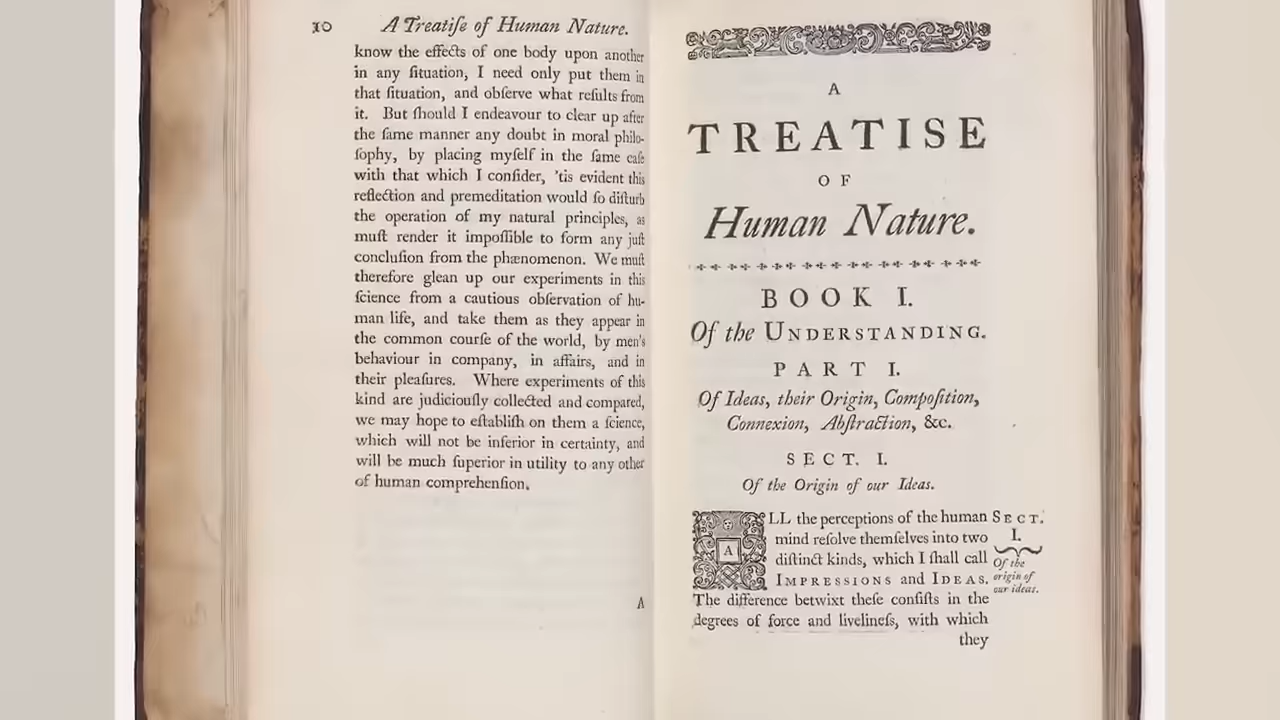 10 A Treatiſe of Human Nature.
know the effects of one body upon another
in any ſituation, I need only put them in
that ſituation, and obſerve what reſults from
it. But ſhould I endeavour to clear up after
the ſame manner any doubt in moral philo-
ſophy, by placing myſelf in the ſame caſe
with that which I conſider, 'tis evident this
reflection and premeditation would ſo diſturb
the operation of my natural principles, as
muſt render it impoſſible to form any juſt
concluſion from the phænomenon. We muſt
therefore glean up our experiments in this
ſcience from a cautious obſervation of hu-
man life, and take them as they appear in
the common courſe of the world, by men's
behaviour in company, in affairs, and in
their pleaſures. Where experiments of this
kind are judiciouſly collected and compared,
we may hope to eſtabliſh on them a ſcience,
which will not be inferior in certainty, and
will be much ſuperior in utility to any other
of human comprehenſion.
A
A
TREATISE
OF
Human Nature.
BOOK I.
Of the UNDERSTANDING.
PART I.
Of Ideas, their Origin, Compoſition,
Connexion, Abſtraction, &c.
SECT. I.
Of the Origin of our Ideas.
ALL the perceptions of the human
mind reſolve themſelves into two
diſtinct kinds, which I ſhall call
IMPRESSIONS and IDEAS.
The difference betwixt theſe conſiſts in the
degrees of force and livelineſs, with which
they
SECT.
I.
Of the
origin of
our ideas.